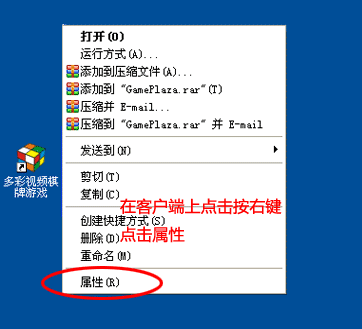 打开(O)
运行方式(A)...
添加到压缩文件(A)...
添加到 "GamePlaza.rar"(T)
压缩并 E-mail...
压缩到 "GamePlaza.rar" 并 E-mail
发送到(N)
剪切(T)
复制(C)
创建快捷方式(S)
删除(D)
重命名(M)
属性(R)
多彩视频棋
牌游戏
在客户端上点击按右键
点击属性